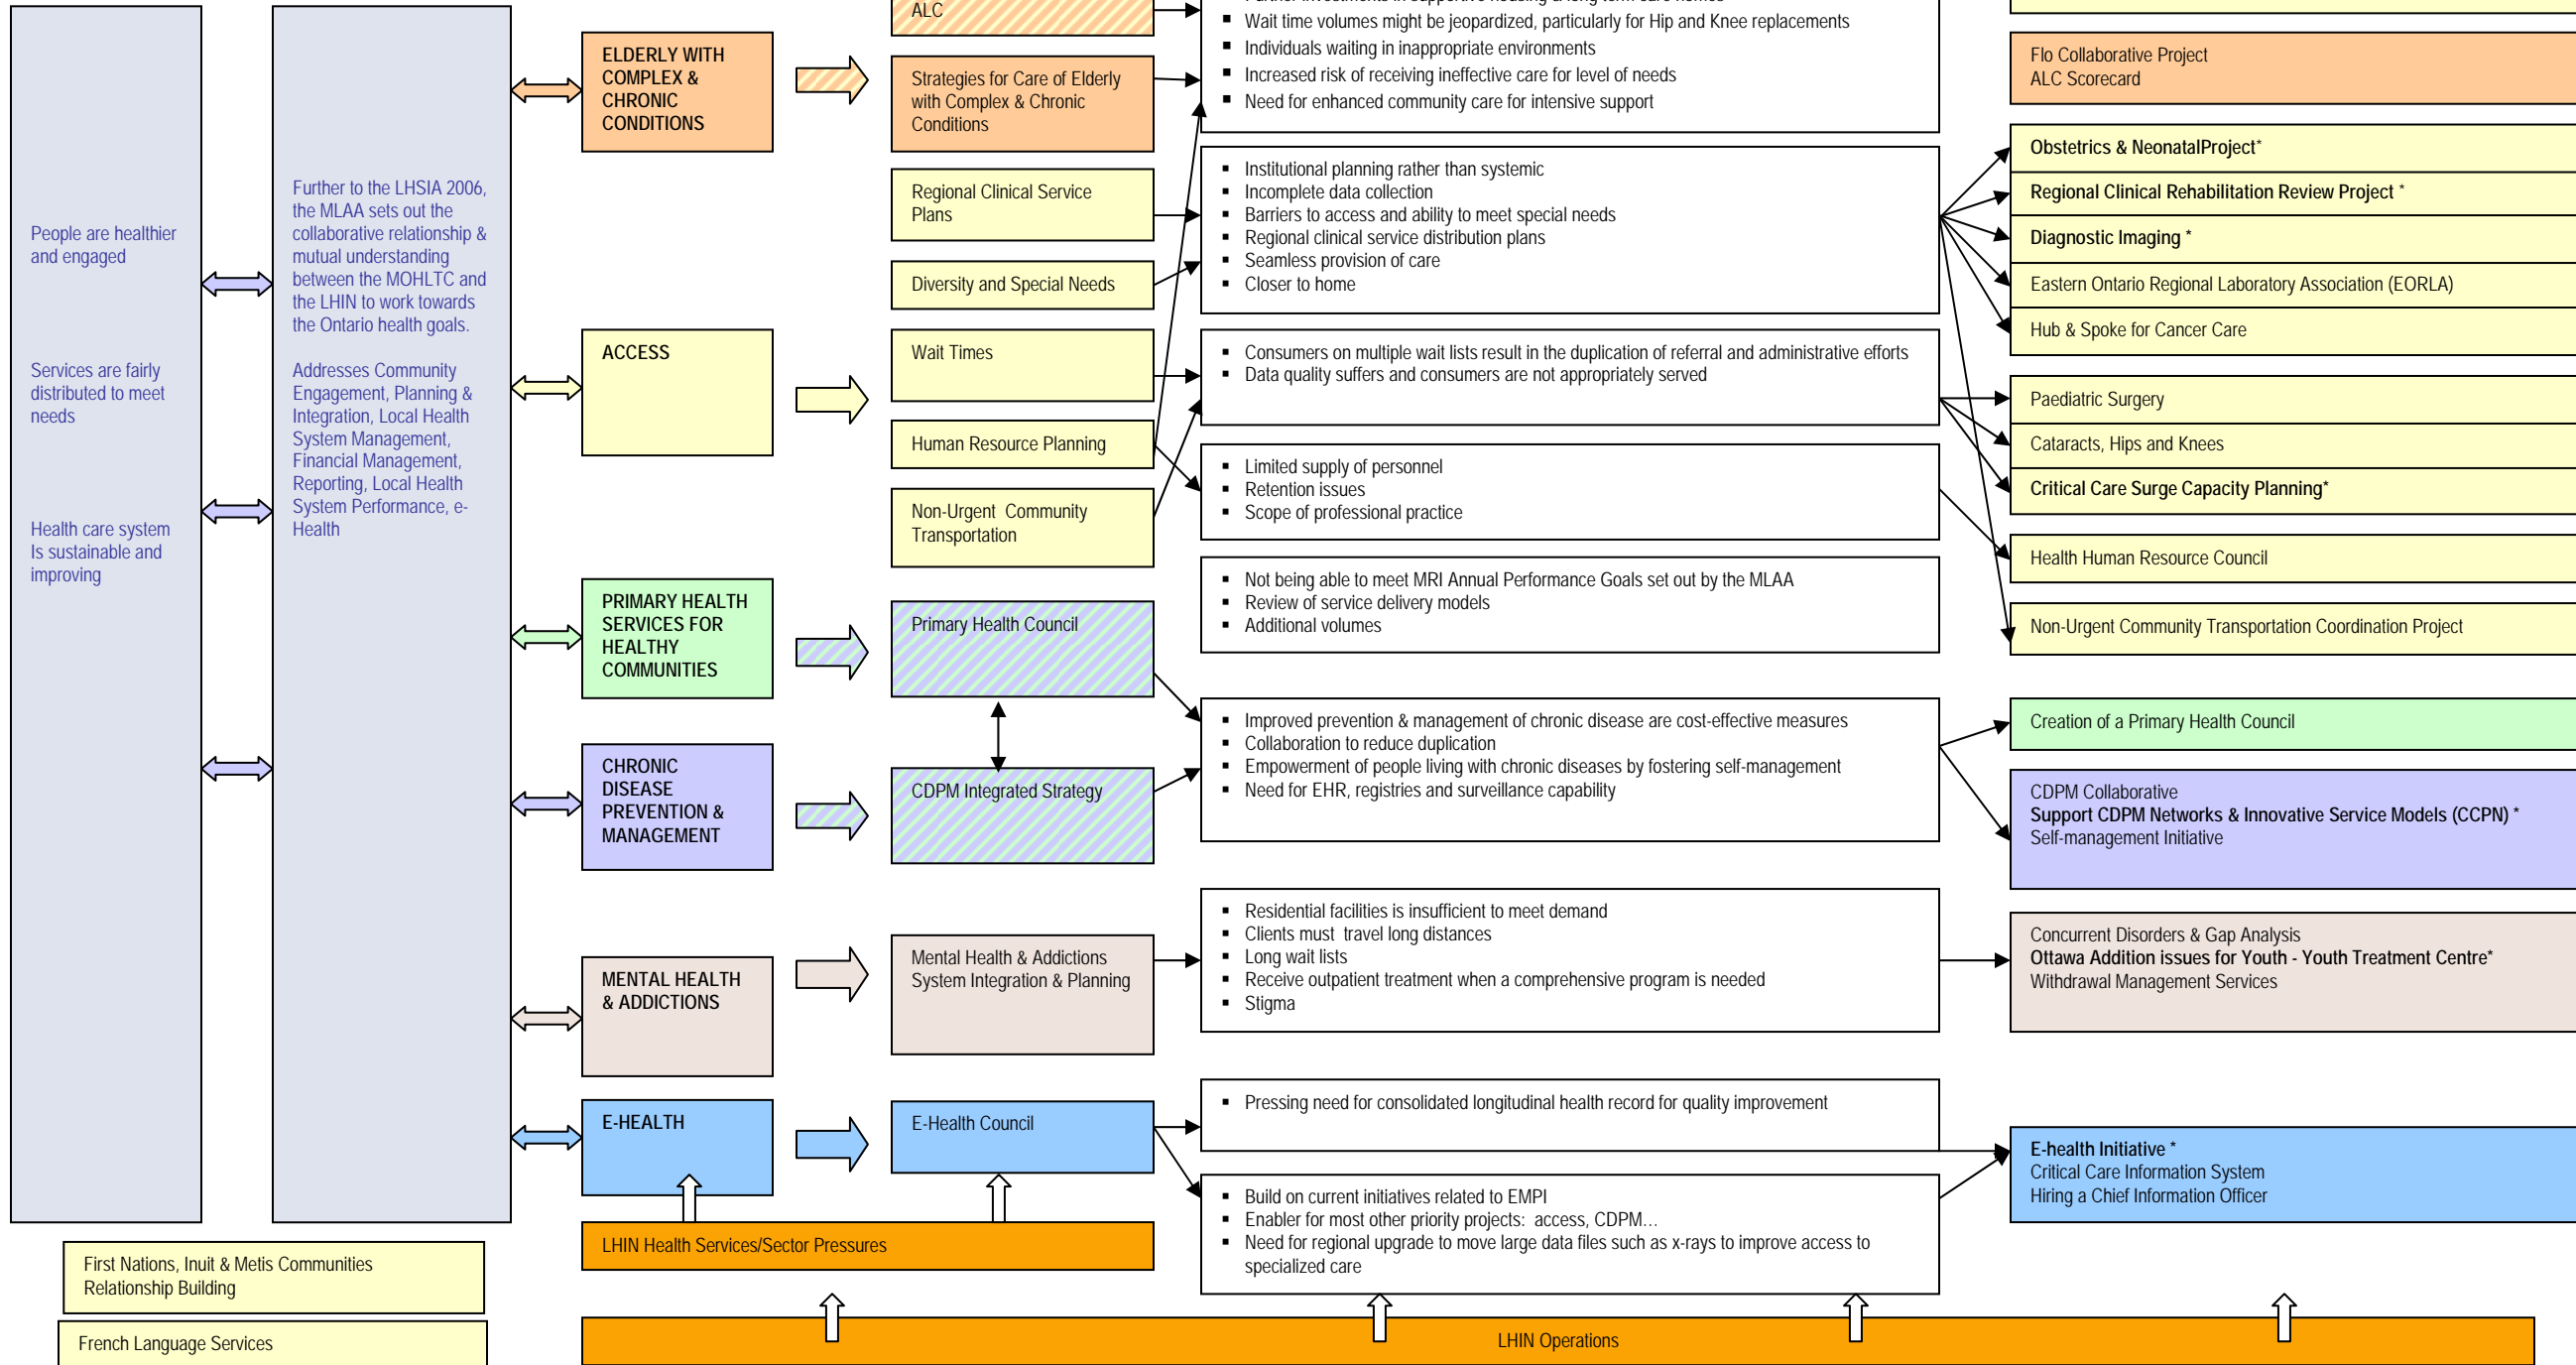 People are healthier
and engaged
Services are fairly
distributed to meet
needs
Health care system
Is sustainable and
improving
Further to the LHSIA 2006,
the MLAA sets out the
collaborative relationship &
mutual understanding
between the MOHLTC and
the LHIN to work towards
the Ontario health goals.
Addresses Community
Engagement, Planning &
Integration, Local Health
System Management,
Financial Management,
Reporting, Local Health
System Performance, e-
Health
First Nations, Inuit & Metis Communities
Relationship Building
French Language Services
ELDERLY WITH
COMPLEX &
CHRONIC
CONDITIONS
ACCESS
PRIMARY HEALTH
SERVICES FOR
HEALTHY
COMMUNITIES
CHRONIC
DISEASE
PREVENTION &
MANAGEMENT
MENTAL HEALTH
& ADDICTIONS
E-HEALTH
LHIN Health Services/Sector Pressures
ALC
Strategies for Care of Elderly
with Complex & Chronic
Conditions
Regional Clinical Service
Plans
Diversity and Special Needs
Wait Times
Human Resource Planning
Non-Urgent Community
Transportation
Primary Health Council
CDPM Integrated Strategy
Mental Health & Addictions
System Integration & Planning
E-Health Council
▪ Wait time volumes might be jeopardized, particularly for Hip and Knee replacements
▪ Individuals waiting in inappropriate environments
▪ Increased risk of receiving ineffective care for level of needs
▪ Need for enhanced community care for intensive support
▪ Institutional planning rather than systemic
▪ Incomplete data collection
▪ Barriers to access and ability to meet special needs
▪ Regional clinical service distribution plans
▪ Seamless provision of care
▪ Closer to home
▪ Consumers on multiple wait lists result in the duplication of referral and administrative efforts
▪ Data quality suffers and consumers are not appropriately served
▪ Limited supply of personnel
▪ Retention issues
▪ Scope of professional practice
▪ Not being able to meet MRI Annual Performance Goals set out by the MLAA
▪ Review of service delivery models
▪ Additional volumes
▪ Improved prevention & management of chronic disease are cost-effective measures
▪ Collaboration to reduce duplication
▪ Empowerment of people living with chronic diseases by fostering self-management
▪ Need for EHR, registries and surveillance capability
▪ Residential facilities is insufficient to meet demand
▪ Clients must travel long distances
▪ Long wait lists
▪ Receive outpatient treatment when a comprehensive program is needed
▪ Stigma
▪ Pressing need for consolidated longitudinal health record for quality improvement
▪ Build on current initiatives related to EMPI
▪ Enabler for most other priority projects: access, CDPM…
▪ Need for regional upgrade to move large data files such as x-rays to improve access to
specialized care
Flo Collaborative Project
ALC Scorecard
Obstetrics & NeonatalProject*
Regional Clinical Rehabilitation Review Project *
Diagnostic Imaging *
Eastern Ontario Regional Laboratory Association (EORLA)
Hub & Spoke for Cancer Care
Paediatric Surgery
Cataracts, Hips and Knees
Critical Care Surge Capacity Planning*
Health Human Resource Council
Non-Urgent Community Transportation Coordination Project
Creation of a Primary Health Council
CDPM Collaborative
Support CDPM Networks & Innovative Service Models (CCPN) *
Self-management Initiative
Concurrent Disorders & Gap Analysis
Ottawa Addition issues for Youth - Youth Treatment Centre*
Withdrawal Management Services
E-health Initiative *
Critical Care Information System
Hiring a Chief Information Officer
LHIN Operations